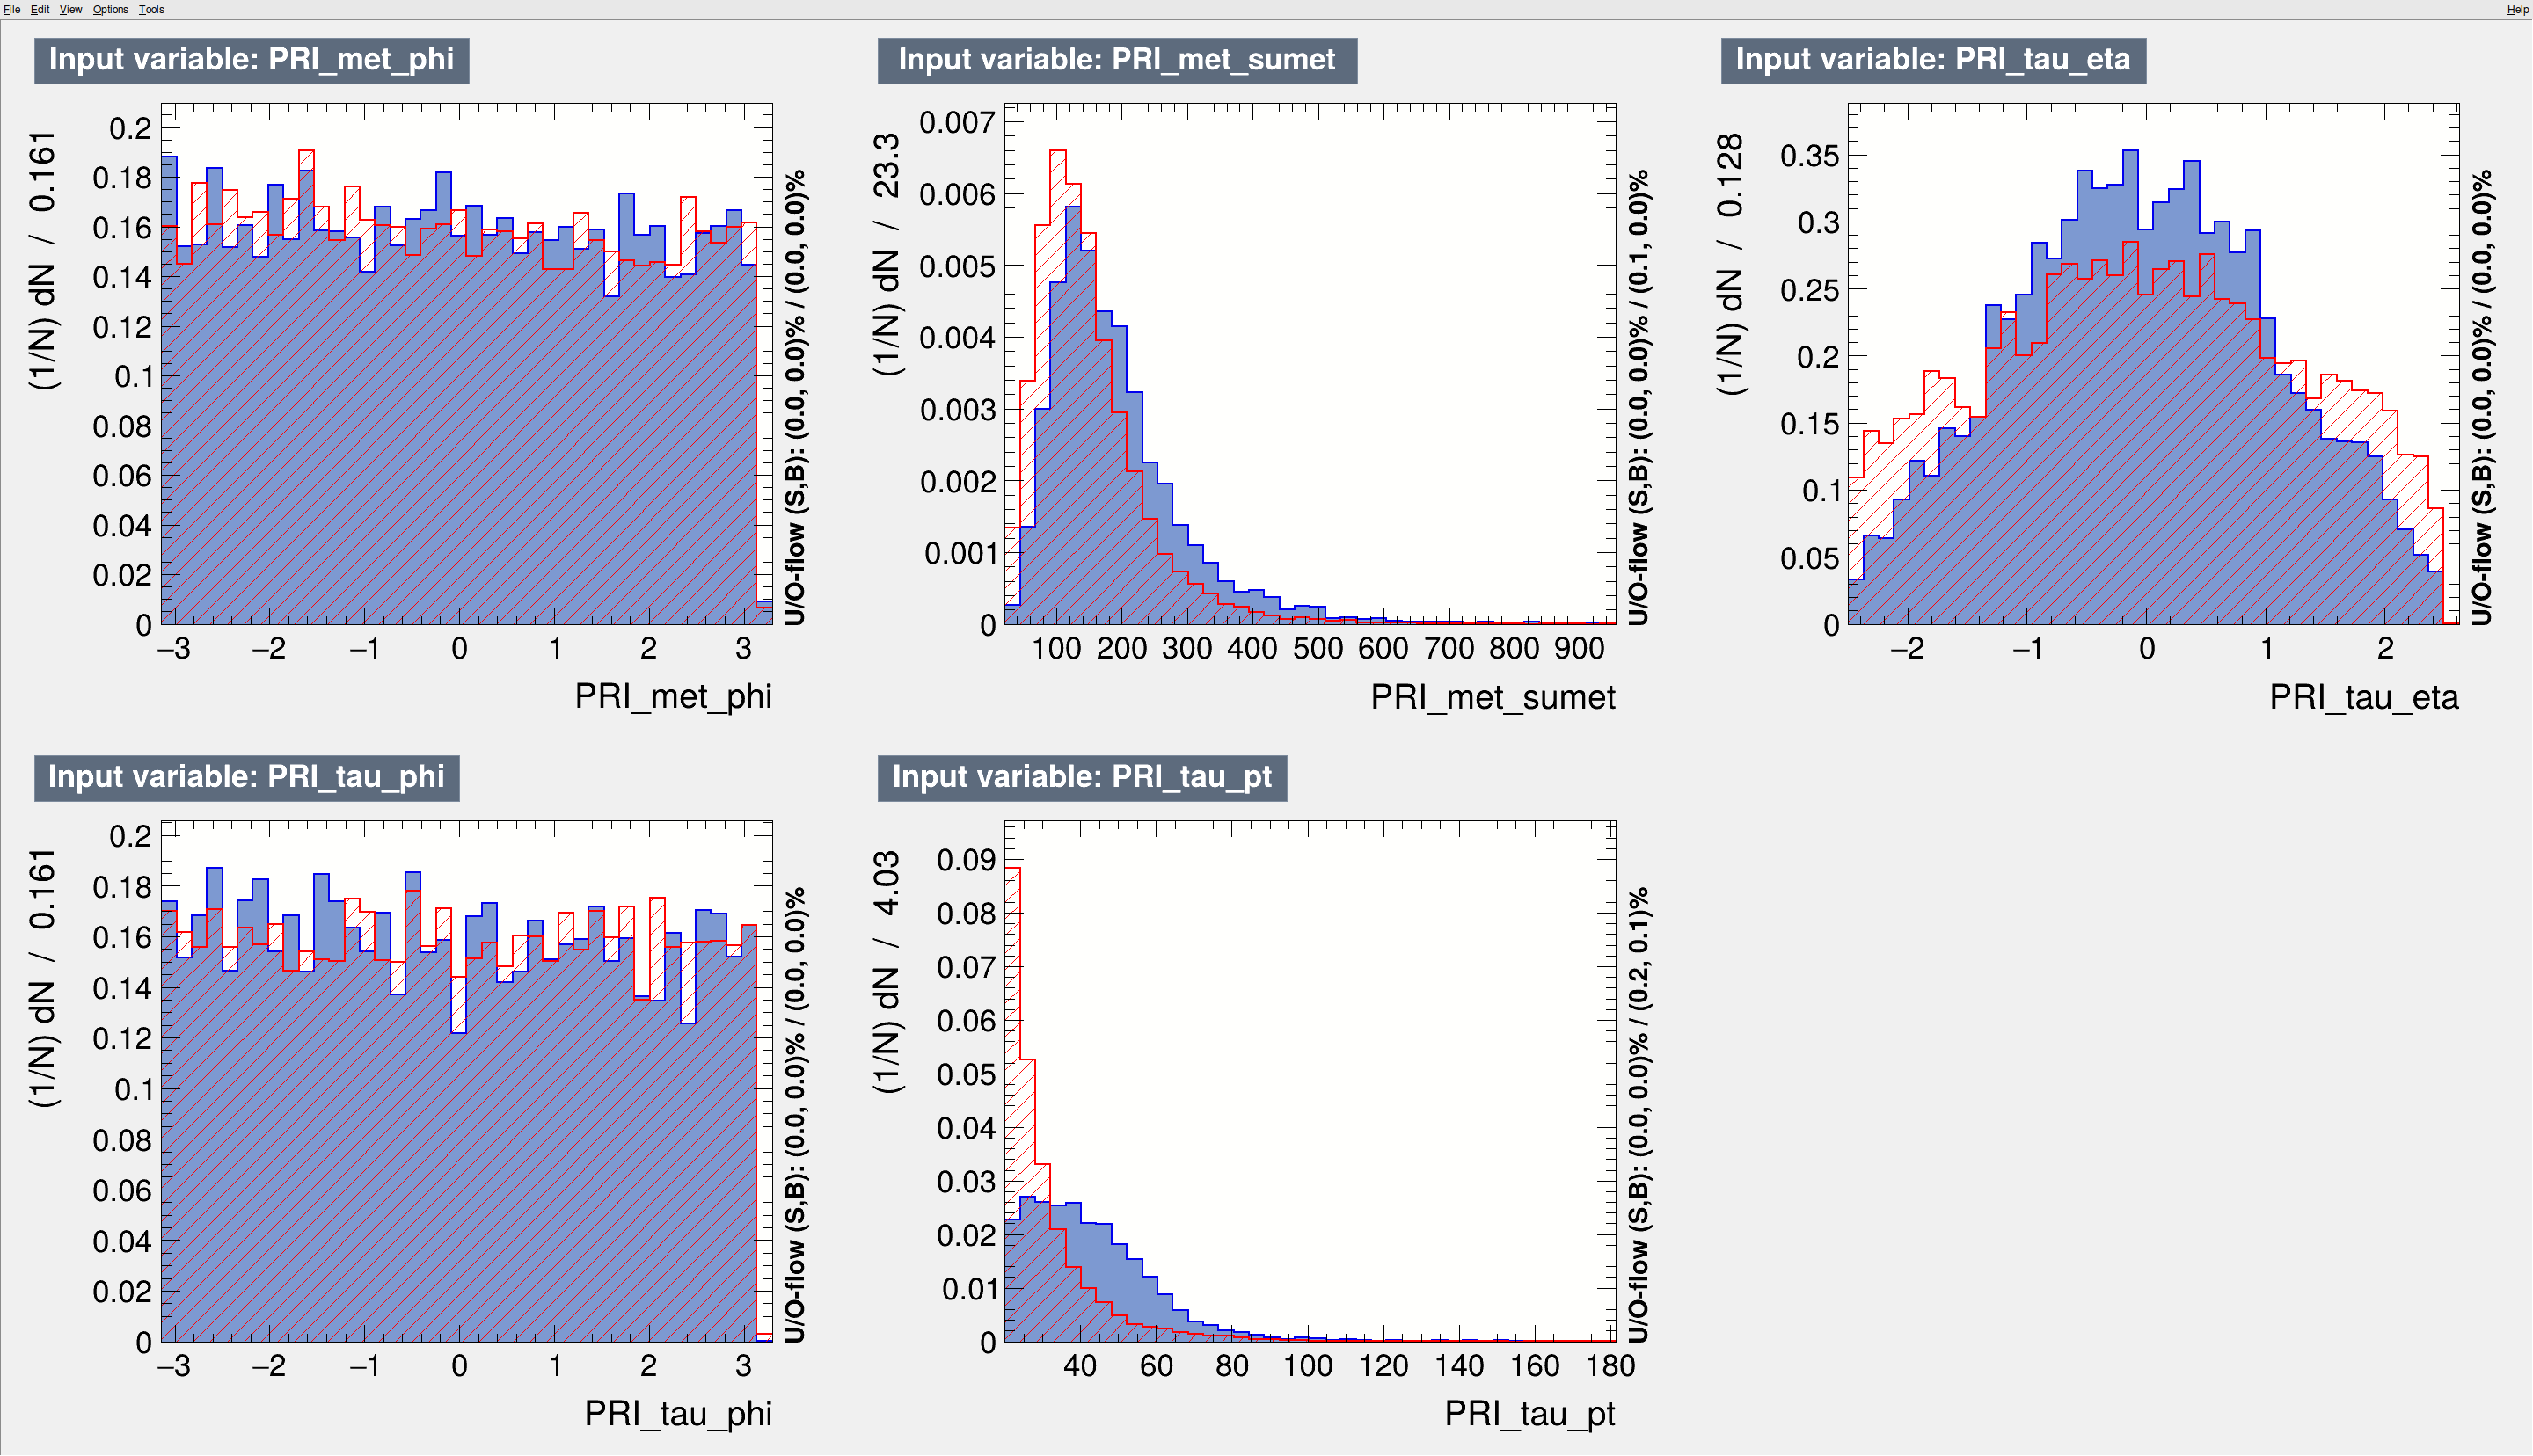 File Edit View Options Tools Help
Input variable: PRI_met_phi
(1/N) dN / 0.161
0.2
0.18
0.16
0.14
0.12
0.1
0.08
0.06
0.04
0.02
0
−3 −2 −1 0 1 2 3
PRI_met_phi
U/O-flow (S,B): (0.0, 0.0)% / (0.0, 0.0)%
Input variable: PRI_met_sumet
(1/N) dN / 23.3
0.007
0.006
0.005
0.004
0.003
0.002
0.001
0
100 200 300 400 500 600 700 800 900
PRI_met_sumet
U/O-flow (S,B): (0.0, 0.0)% / (0.1, 0.0)%
Input variable: PRI_tau_eta
(1/N) dN / 0.128
0.35
0.3
0.25
0.2
0.15
0.1
0.05
0
−2 −1 0 1 2
PRI_tau_eta
U/O-flow (S,B): (0.0, 0.0)% / (0.0, 0.0)%
Input variable: PRI_tau_phi
(1/N) dN / 0.161
0.2
0.18
0.16
0.14
0.12
0.1
0.08
0.06
0.04
0.02
0
−3 −2 −1 0 1 2 3
PRI_tau_phi
U/O-flow (S,B): (0.0, 0.0)% / (0.0, 0.0)%
Input variable: PRI_tau_pt
(1/N) dN / 4.03
0.09
0.08
0.07
0.06
0.05
0.04
0.03
0.02
0.01
0
40 60 80 100 120 140 160 180
PRI_tau_pt
U/O-flow (S,B): (0.0, 0.0)% / (0.2, 0.1)%